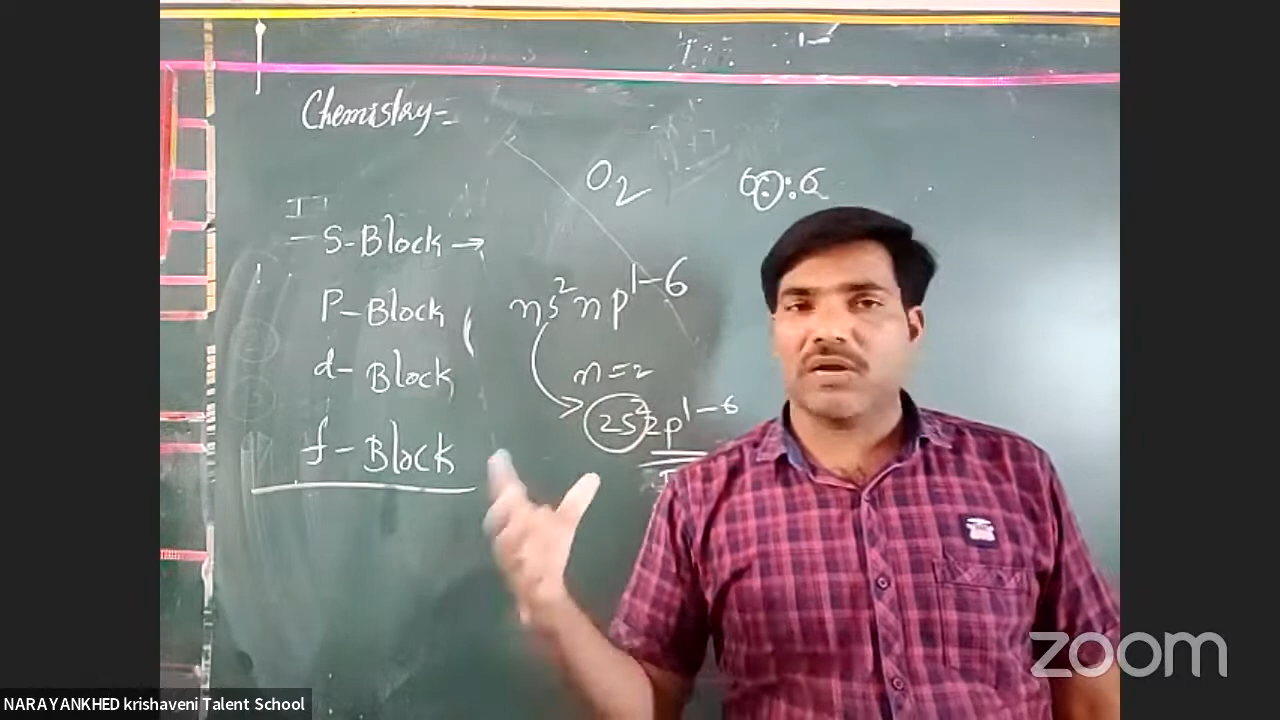 Chemistry-
O2
S-Block →
P-Block
ns² np¹⁻⁶
d-Block
n=2
2s² 2p¹⁻⁶
f-Block
zoom
NARAYANKHED krishaveni Talent School